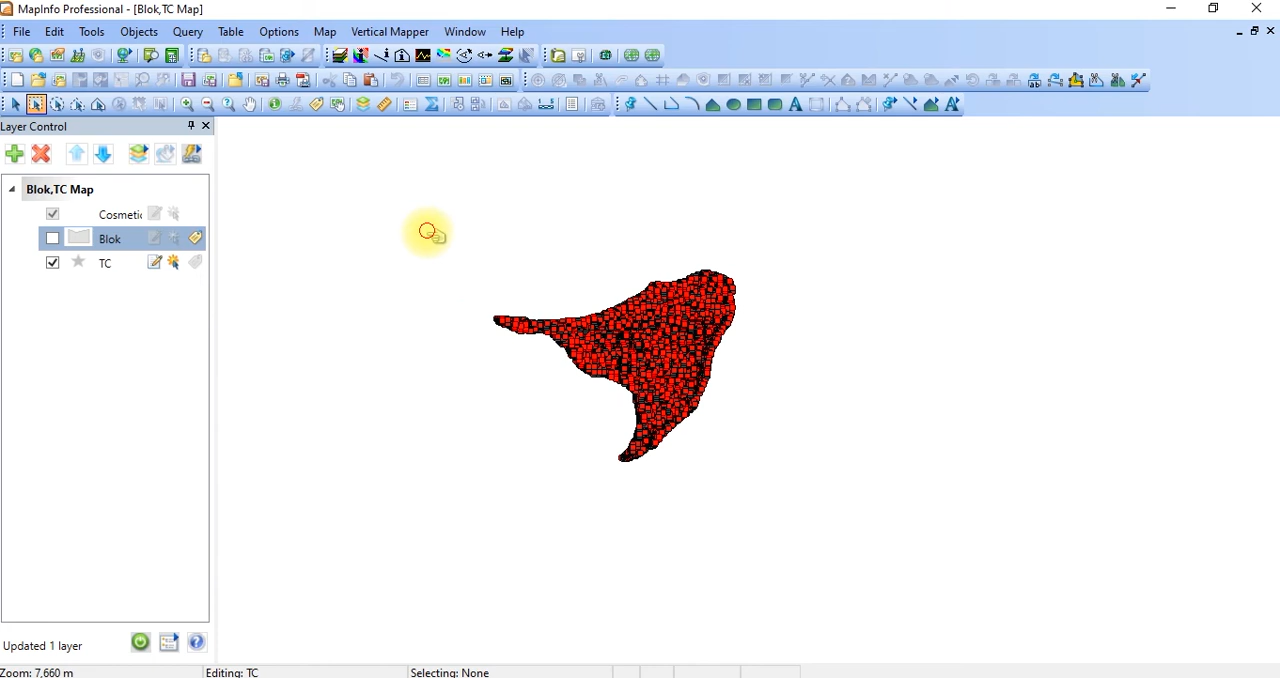 MapInfo Professional - [Blok,TC Map]
File Edit Tools Objects Query Table Options Map Vertical Mapper Window Help
Layer Control
Blok,TC Map
Cosmetic
Blok
TC
Updated 1 layer
Zoom: 7,660 m Editing: TC Selecting: None